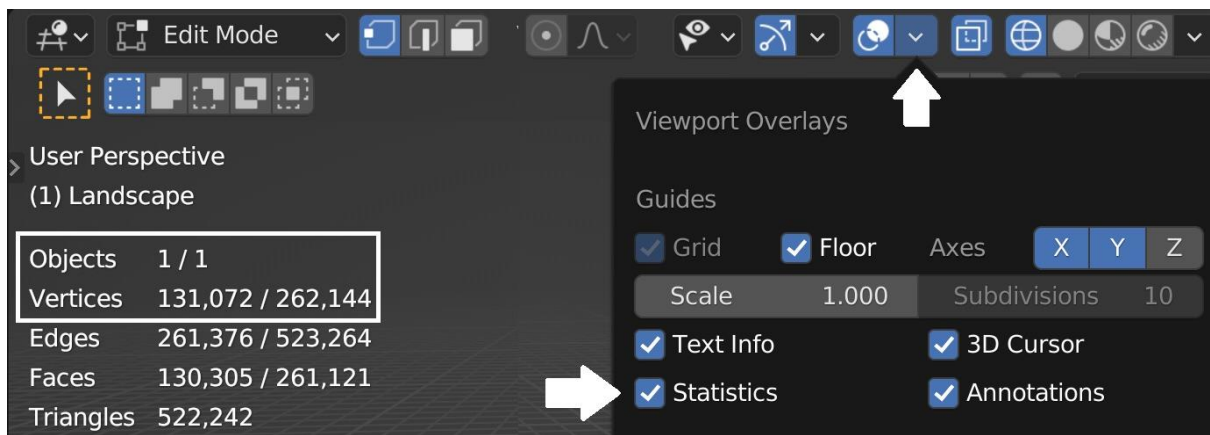 Edit Mode
User Perspective
(1) Landscape
Objects 1 / 1
Vertices 131,072 / 262,144
Edges 261,376 / 523,264
Faces 130,305 / 261,121
Triangles 522,242
Viewport Overlays
Guides
Grid Floor Axes X Y Z
Scale 1.000 Subdivisions 10
Text Info 3D Cursor
Statistics Annotations